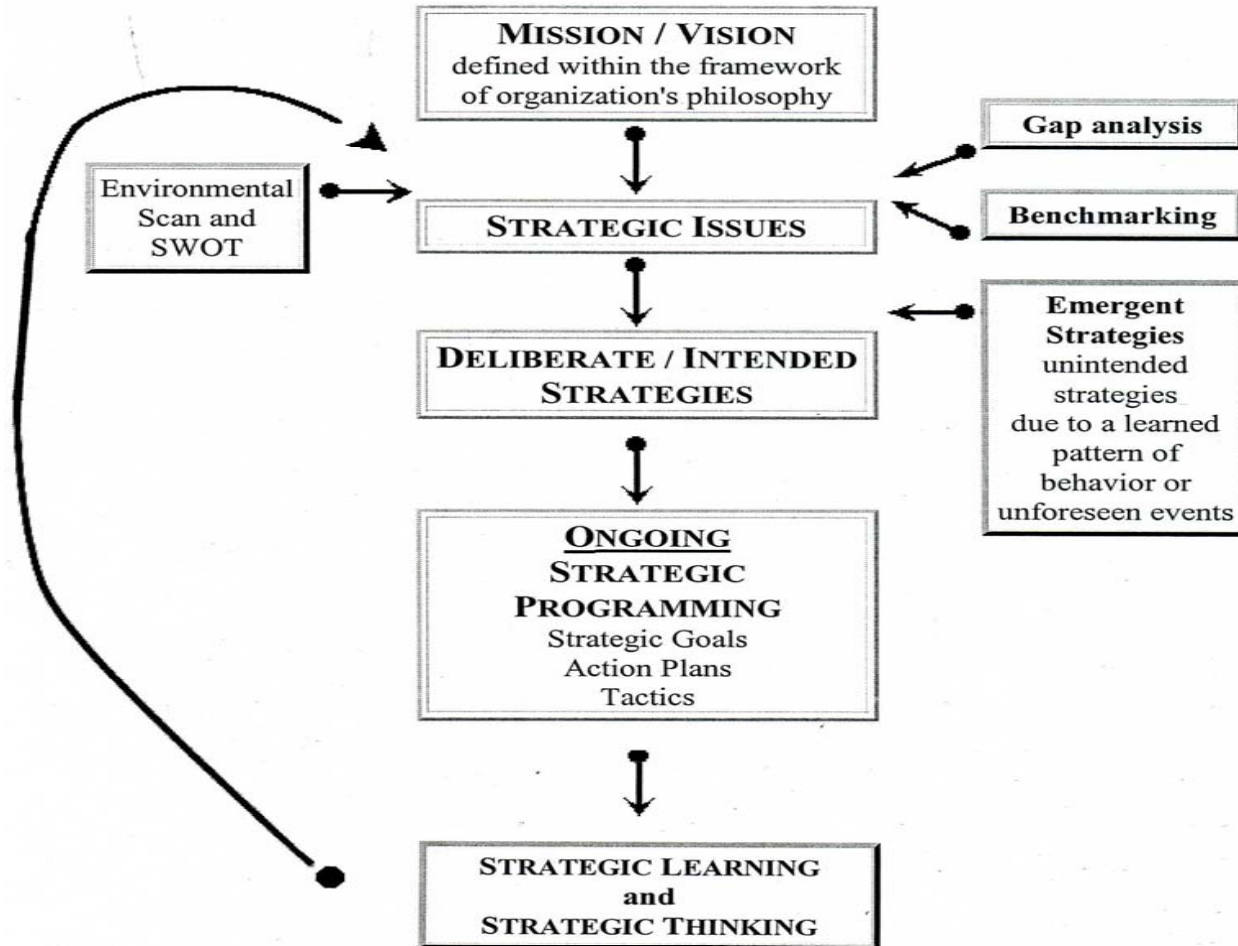 MISSION / VISION
defined within the framework
of organization's philosophy
Gap analysis
Environmental
Scan and
SWOT
STRATEGIC ISSUES
Benchmarking
DELIBERATE / INTENDED
STRATEGIES
Emergent
Strategies
unintended
strategies
due to a learned
pattern of
behavior or
unforeseen events
ONGOING
STRATEGIC
PROGRAMMING
Strategic Goals
Action Plans
Tactics
STRATEGIC LEARNING
and
STRATEGIC THINKING